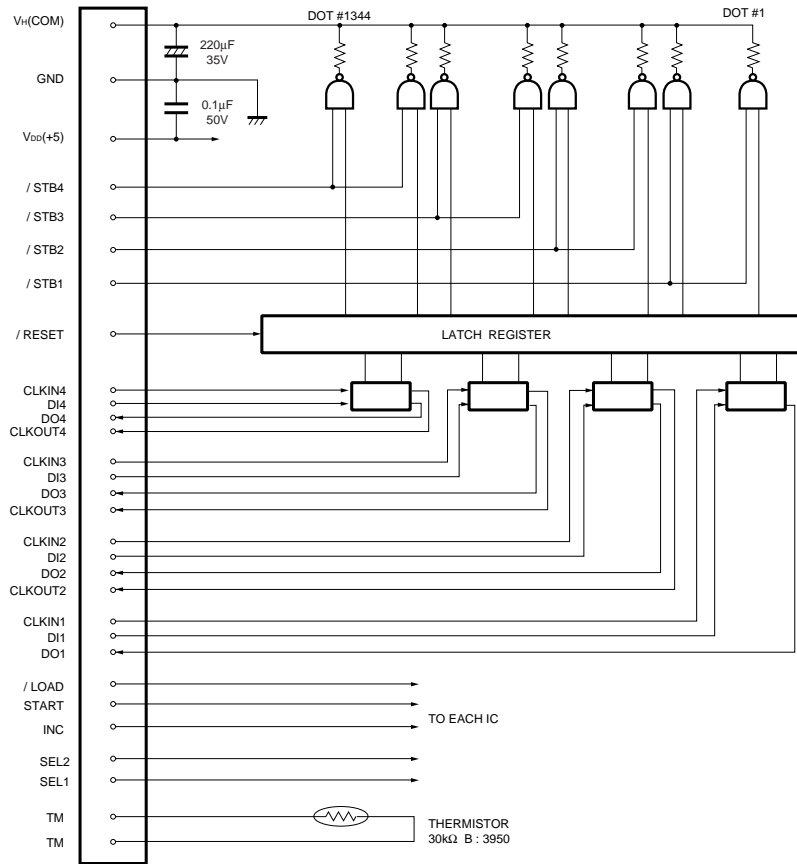 VH(COM)
DOT #1344
DOT #1
220μF
35V
GND
0.1μF
50V
VDD(+5)
/ STB4
/ STB3
/ STB2
/ STB1
/ RESET
LATCH REGISTER
CLKIN4
DI4
DO4
CLKOUT4
CLKIN3
DI3
DO3
CLKOUT3
CLKIN2
DI2
DO2
CLKOUT2
CLKIN1
DI1
DO1
/ LOAD
START
INC
TO EACH IC
SEL2
SEL1
TM
TM
THERMISTOR
30kΩ B : 3950